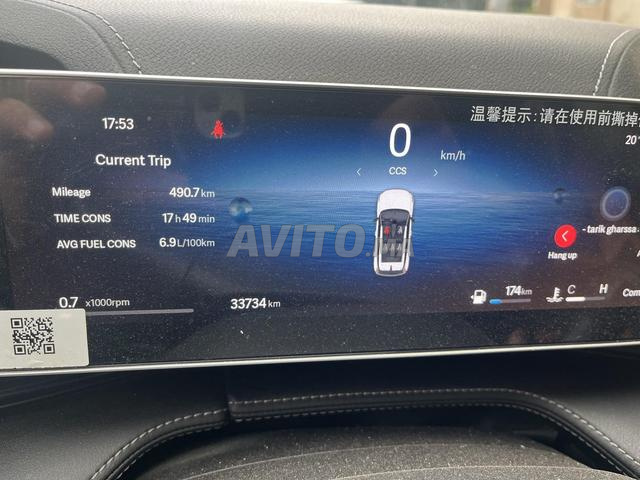 温馨提示:请在使用前撕掉
17:53
0
km/h
20°
Current Trip
CCS
Mileage 490.7 km
TIME CONS 17 h 49 min
AVG FUEL CONS 6.9 L/100km
AVITO.ma
- tarik gharssa
Hang up
0.7 x1000rpm
33734 km
174 km
C H
Com